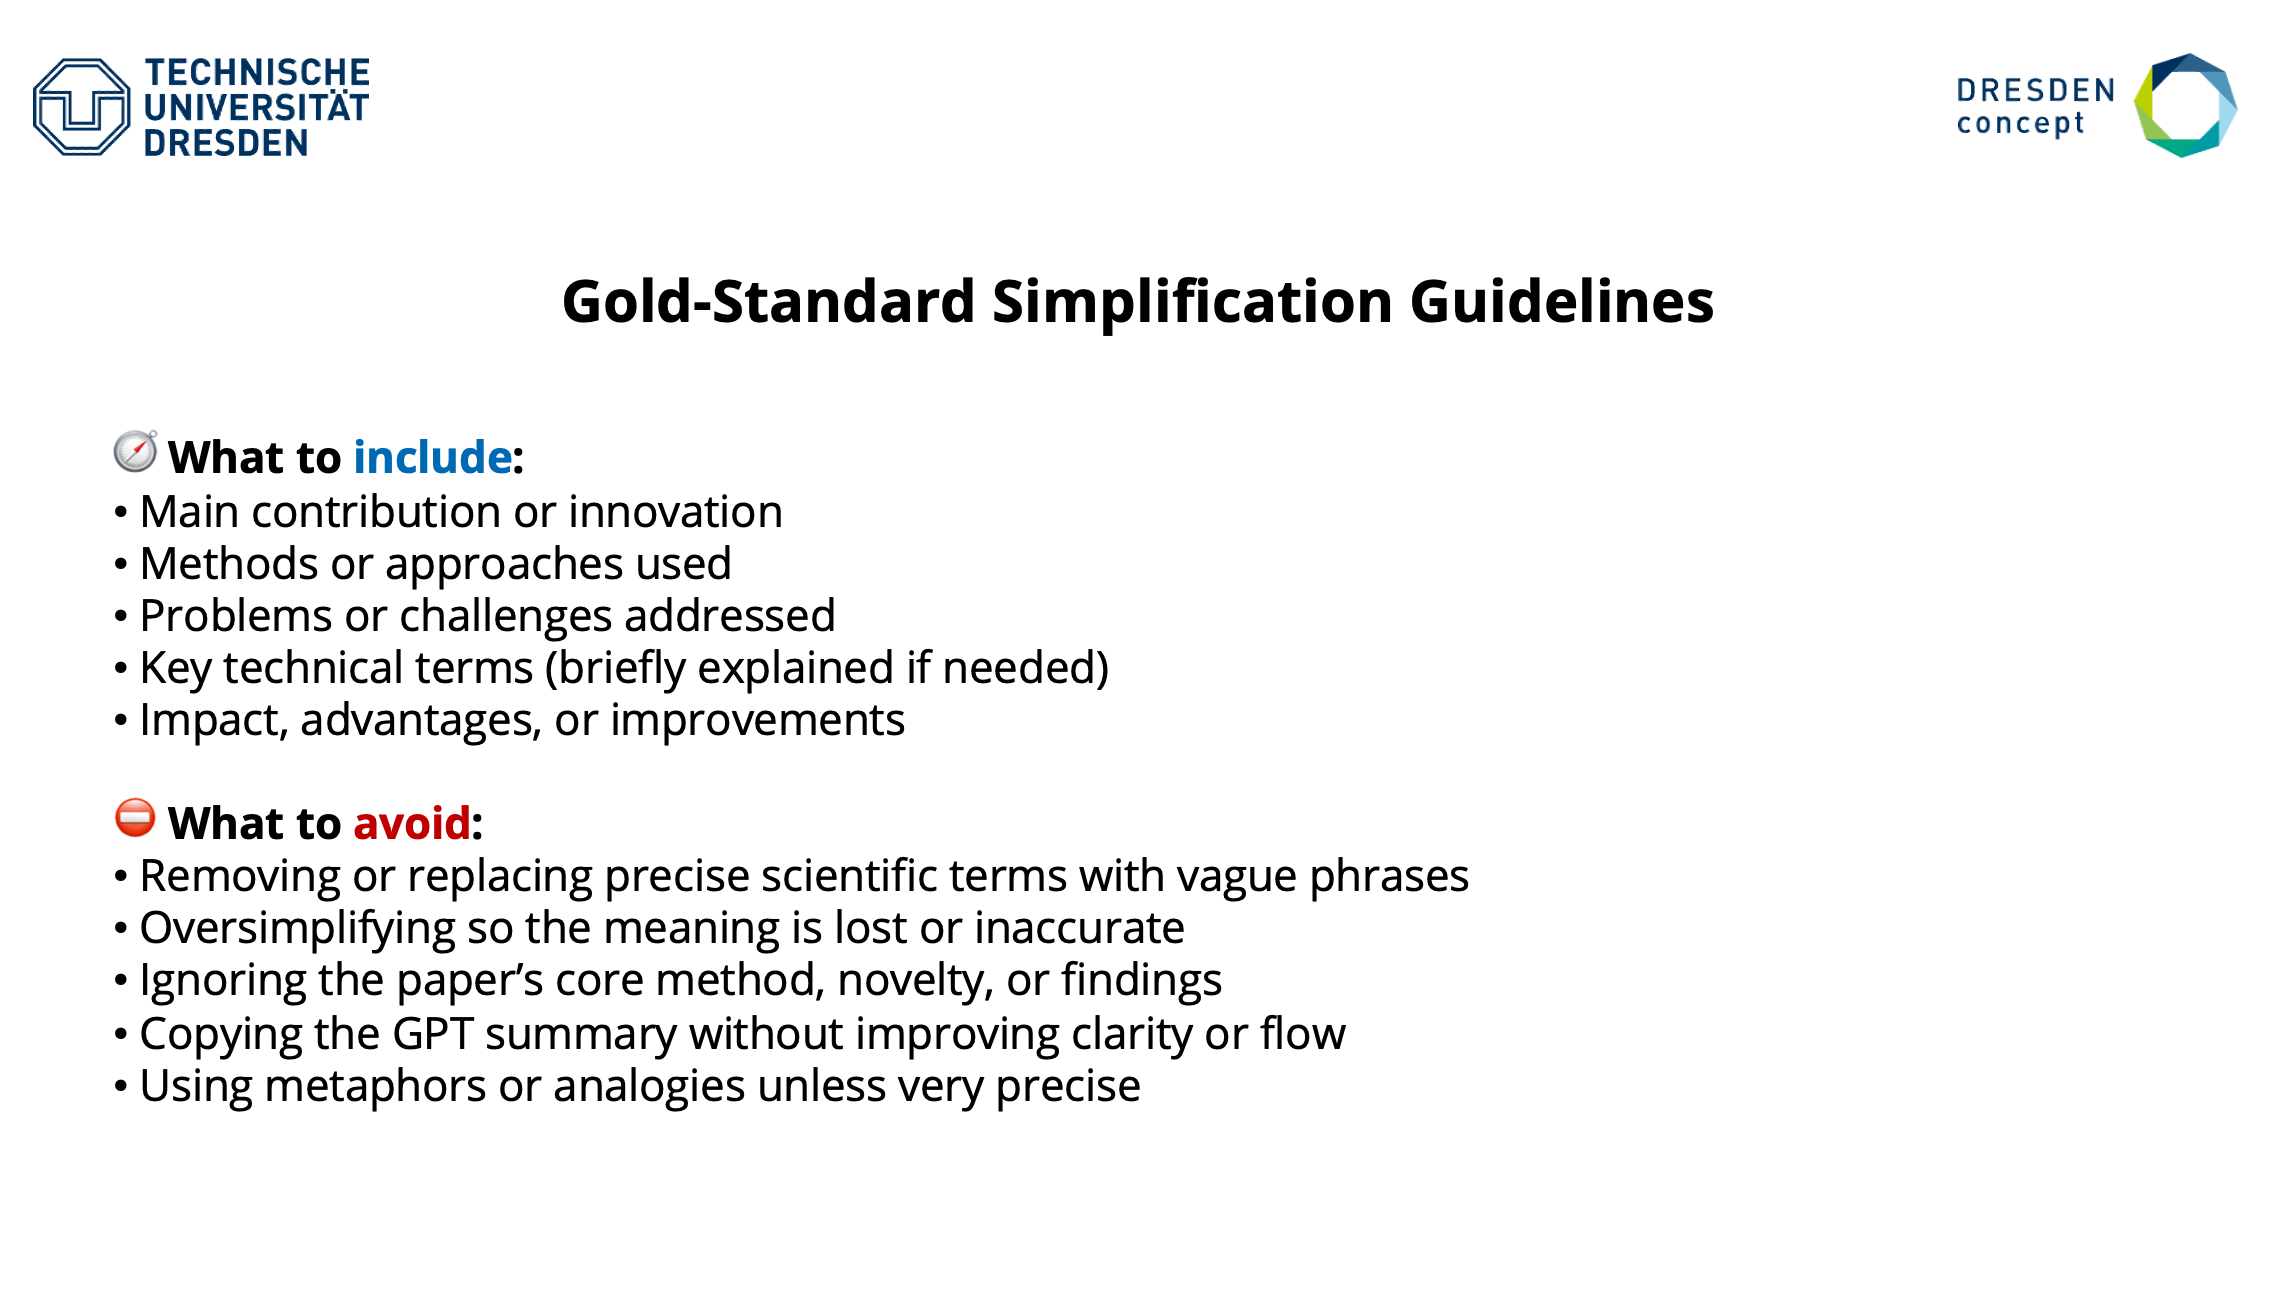 TECHNISCHE
UNIVERSITÄT
DRESDEN
DRESDEN
concept
Gold-Standard Simplification Guidelines
What to include:
• Main contribution or innovation
• Methods or approaches used
• Problems or challenges addressed
• Key technical terms (briefly explained if needed)
• Impact, advantages, or improvements
What to avoid:
• Removing or replacing precise scientific terms with vague phrases
• Oversimplifying so the meaning is lost or inaccurate
• Ignoring the paper’s core method, novelty, or findings
• Copying the GPT summary without improving clarity or flow
• Using metaphors or analogies unless very precise